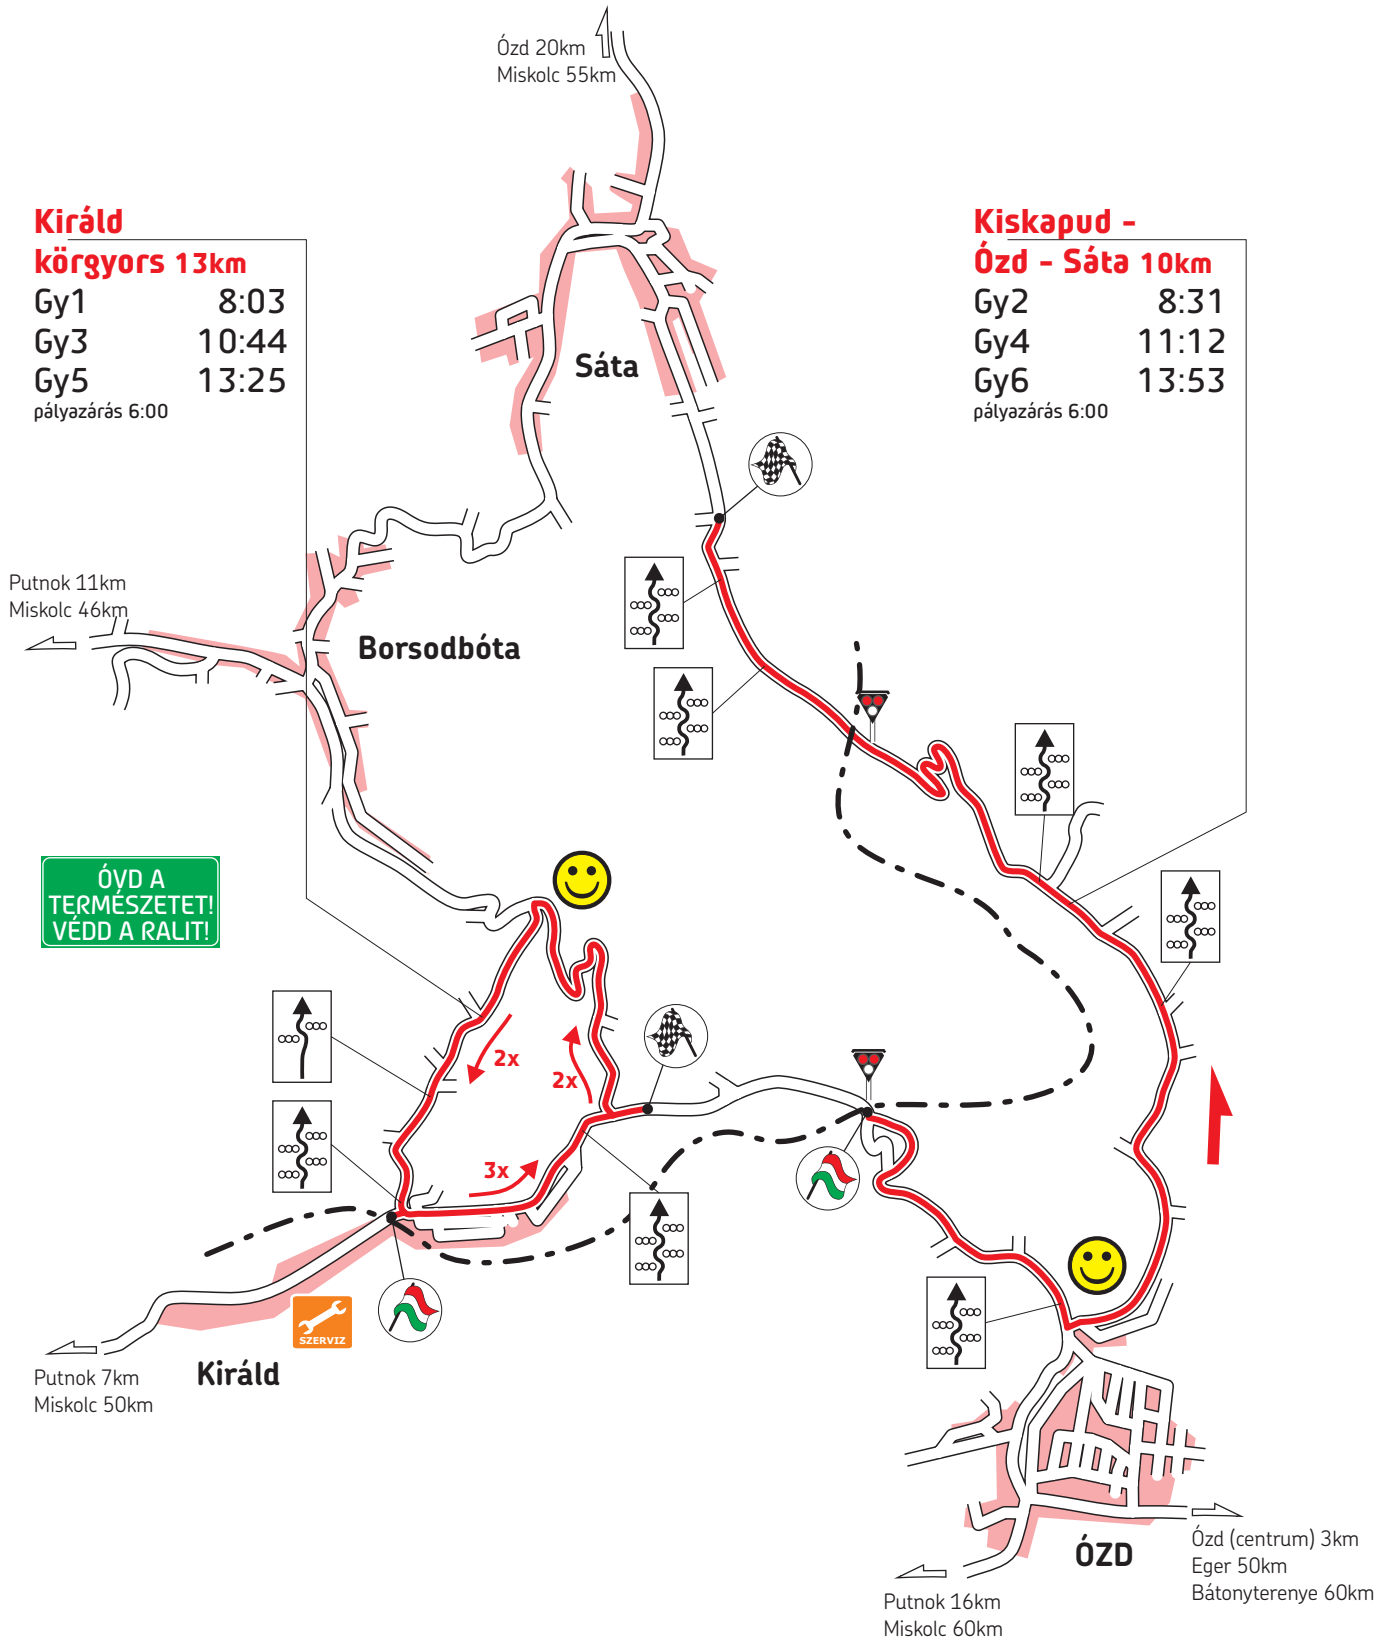 Ózd 20km
Miskolc 55km
Királd
körgyors 13km
Gy1 8:03
Gy3 10:44
Gy5 13:25
pályazárás 6:00
Kiskapud -
Ózd - Sáta 10km
Gy2 8:31
Gy4 11:12
Gy6 13:53
pályazárás 6:00
Sáta
Putnok 11km
Miskolc 46km
Borsodbóta
ÓVD A
TERMÉSZETET!
VÉDD A RALIT!
2x
2x
3x
SZERVIZ
Királd
Putnok 7km
Miskolc 50km
ÓZD
Ózd (centrum) 3km
Eger 50km
Bátonyterenye 60km
Putnok 16km
Miskolc 60km